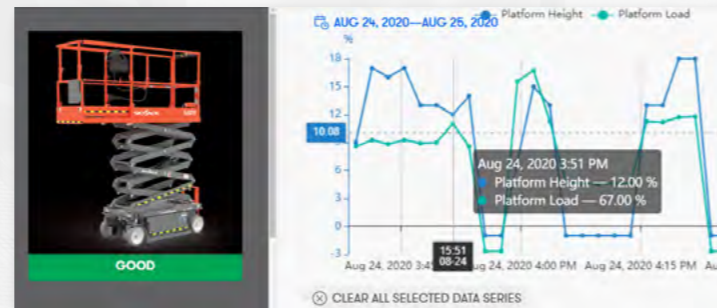 AUG 24, 2020—AUG 25, 2020
Platform Height
Platform Load
%
18
15
12
10.08
6
3
0
-3
Aug 24, 2020 3:51 PM
Platform Height — 12.00 %
Platform Load — 67.00 %
15:51
08-24
Aug 24, 2020 4:00 PM
Aug 24, 2020 4:15 PM
GOOD
CLEAR ALL SELECTED DATA SERIES